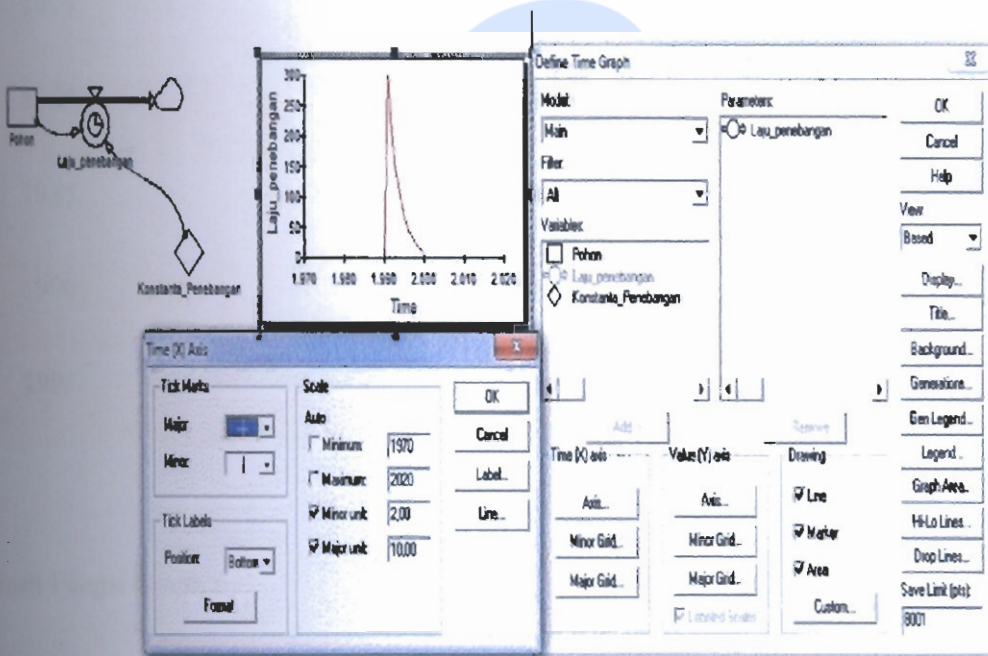 Pohon
Laju_penebangan
Konstanta_Penebangan
Laju_penebangan
300
250
200
150
100
50
0
1.970 1.980 1.990 2.000 2.010 2.020
Time
Define Time Graph
Model:
Main
Filter:
All
Variables:
Pohon
Laju_penebangan
Konstanta_Penebangan
Parameters:
Laju_penebangan
OK
Cancel
Help
View
Based
Display...
Title...
Background...
Generations...
Gen Legend...
Legend...
Graph Area...
Hi-Lo Lines...
Drop Lines...
Save Limit (pts):
8001
Add
Remove
Time (X) axis
Axis...
Minor Grid...
Major Grid...
Value (Y) axis
Axis...
Minor Grid...
Major Grid...
Labeled Scales
Drawing
Line
Marker
Area
Custom...
Time (X) Axis
Tick Marks
Major:
Minor:
Tick Labels
Position: Bottom
Format
Scale
Auto
Minimum: 1970
Maximum: 2020
Minor unit: 2,00
Major unit: 10,00
OK
Cancel
Label...
Line...